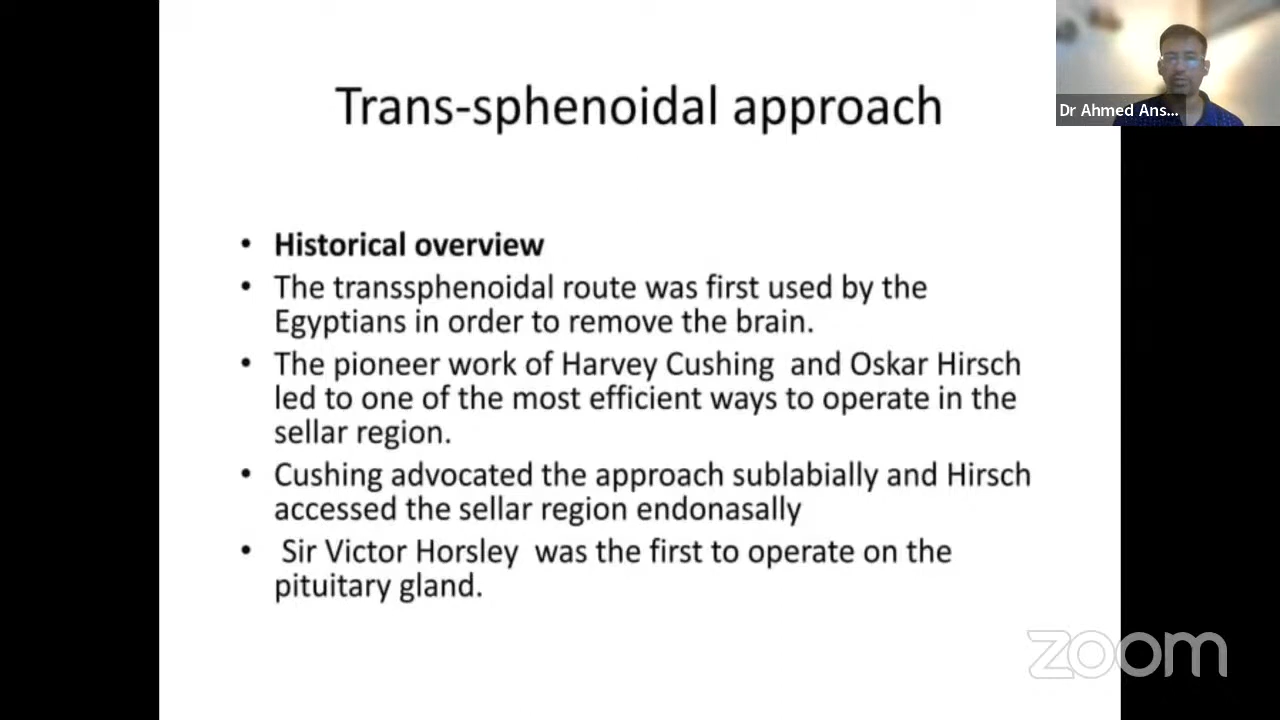 Trans-sphenoidal approach
Dr Ahmed Ans...
• Historical overview
• The transsphenoidal route was first used by the
Egyptians in order to remove the brain.
• The pioneer work of Harvey Cushing and Oskar Hirsch
led to one of the most efficient ways to operate in the
sellar region.
• Cushing advocated the approach sublabially and Hirsch
accessed the sellar region endonasally
• Sir Victor Horsley was the first to operate on the
pituitary gland.
zoom